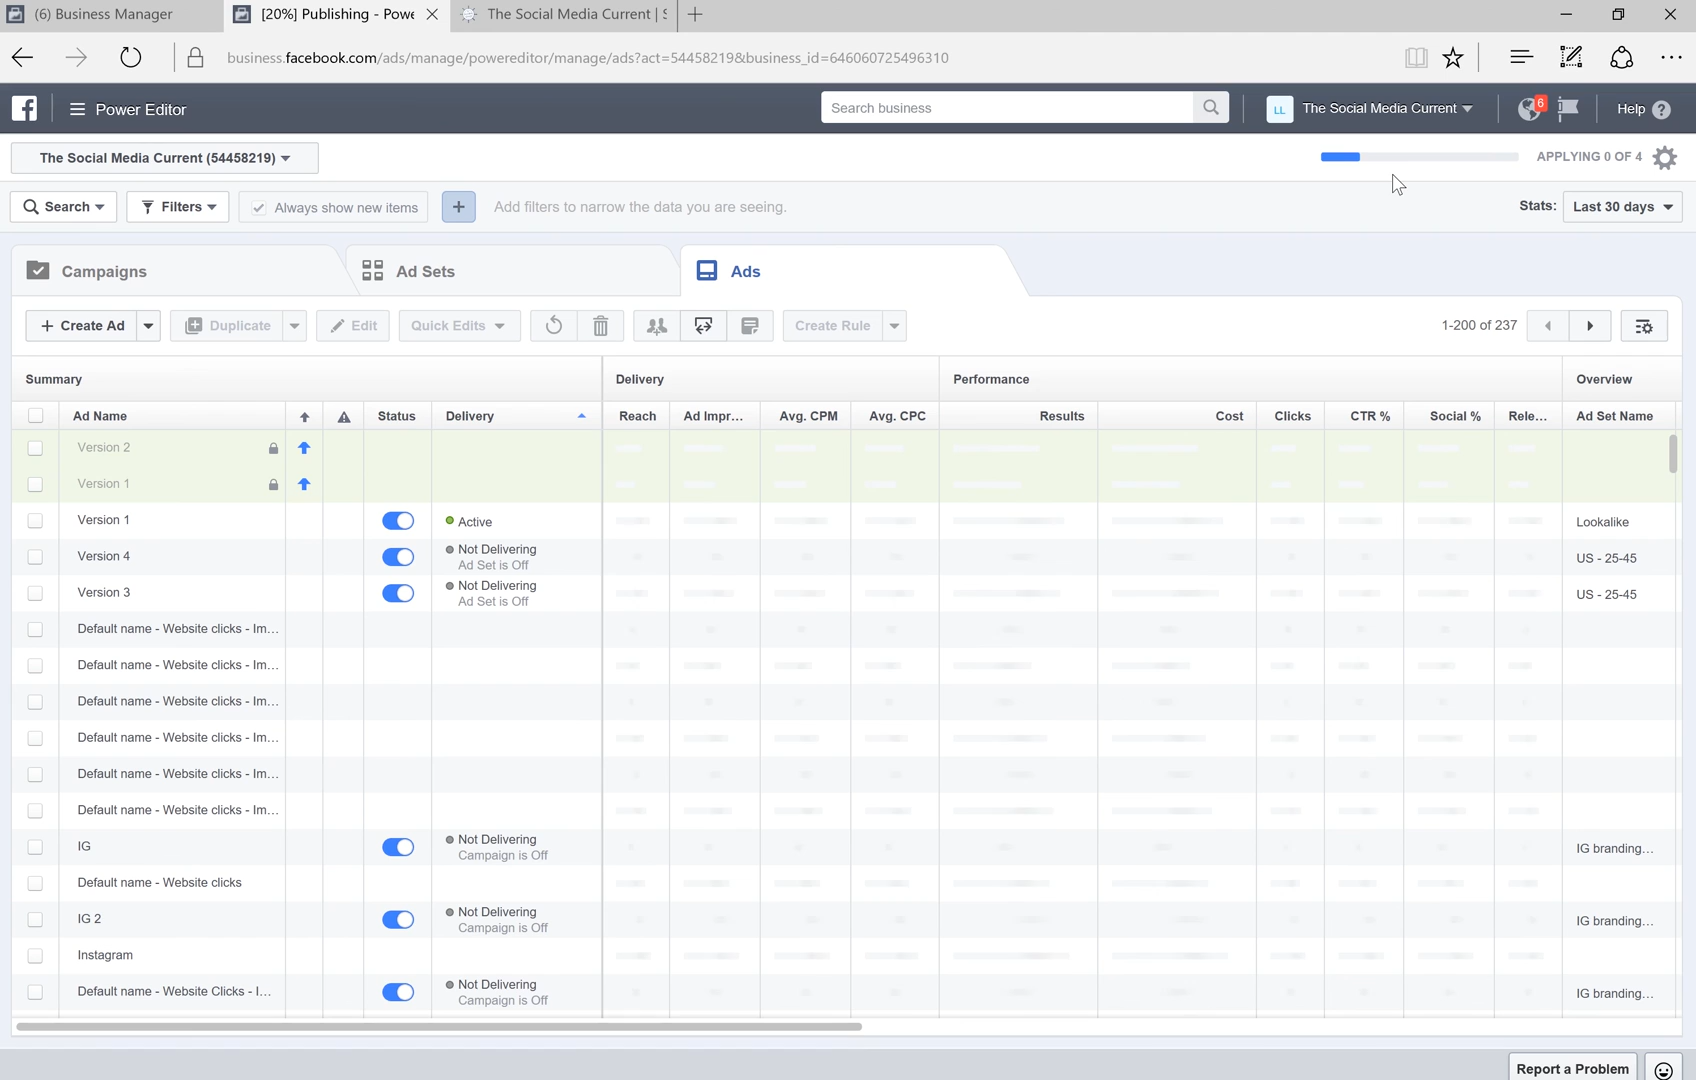 (6) Business Manager
[20%] Publishing - Powe
The Social Media Current | S
business.facebook.com/ads/manage/powereditor/manage/ads?act=54458219&business_id=646060725496310
Power Editor
Search business
LL
The Social Media Current
6
Help
The Social Media Current (54458219)
APPLYING 0 OF 4
Search
Filters
Always show new items
Add filters to narrow the data you are seeing.
Stats:
Last 30 days
Campaigns
Ad Sets
Ads
Create Ad
Duplicate
Edit
Quick Edits
Create Rule
1-200 of 237
Summary
Delivery
Performance
Overview
Ad Name
Status
Delivery
Reach
Ad Impr...
Avg. CPM
Avg. CPC
Results
Cost
Clicks
CTR %
Social %
Rele...
Ad Set Name
Version 2
Version 1
Version 1
Active
Lookalike
Version 4
Not Delivering
Ad Set is Off
US - 25-45
Version 3
Not Delivering
Ad Set is Off
US - 25-45
Default name - Website clicks - Im...
Default name - Website clicks - Im...
Default name - Website clicks - Im...
Default name - Website clicks - Im...
Default name - Website clicks - Im...
Default name - Website clicks - Im...
IG
Not Delivering
Campaign is Off
IG branding...
Default name - Website clicks
IG 2
Not Delivering
Campaign is Off
IG branding...
Instagram
Default name - Website Clicks - I...
Not Delivering
Campaign is Off
IG branding...
Report a Problem